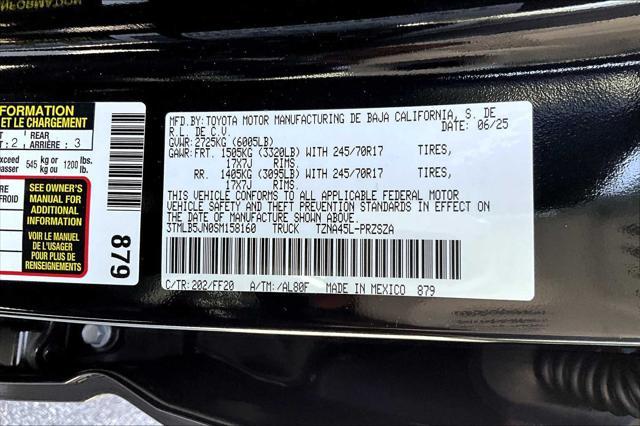 INFORMATION
FORMATION
ET LE CHARGEMENT
T: 2 REAR ARRIÈRE : 3
exceed 545 kg or 1200 lbs.
passer kg ou lb.
SEE OWNER'S
MANUAL FOR
ADDITIONAL
INFORMATION
VOIR LE MANUEL
DE L'USAGER
POUR PLUS DE
RENSEIGNEMENTS
879
MFD.BY:TOYOTA MOTOR MANUFACTURING DE BAJA CALIFORNIA, S. DE
R.L. DE C.V. DATE: 06/25
GVWR: 2725KG (6005LB)
GAWR:FRT. 1505KG (3320LB) WITH 245/70R17 TIRES,
17X7J RIMS.
RR. 1405KG (3095LB) WITH 245/70R17 TIRES,
17X7J RIMS.
THIS VEHICLE CONFORMS TO ALL APPLICABLE FEDERAL MOTOR
VEHICLE SAFETY AND THEFT PREVENTION STANDARDS IN EFFECT ON
THE DATE OF MANUFACTURE SHOWN ABOVE.
3TMLB5JN0SM158160 TRUCK TZNA45L-PRZSZA
C/TR:202/FF20 A/TM:/AL80F MADE IN MEXICO 879